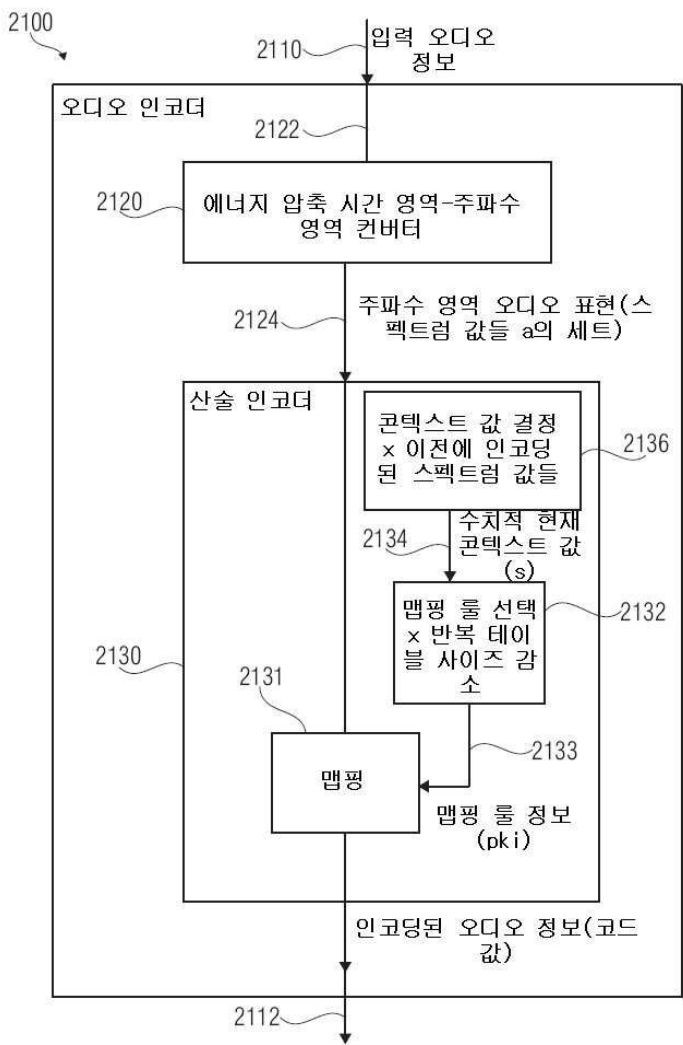 2100
2110
입력 오디오
정보
오디오 인코더
2122
2120
에너지 압축 시간 영역-주파수
영역 컨버터
2124
주파수 영역 오디오 표현(스
펙트럼 값들 a의 세트)
산술 인코더
콘텍스트 값 결정
x 이전에 인코딩
된 스펙트럼 값들
2136
2134
수치적 현재
콘텍스트 값
(s)
맵핑 룰 선택
x 반복 테이
블 사이즈 감
소
2132
2130
2131
맵핑
2133
맵핑 룰 정보
(pki)
인코딩된 오디오 정보(코드
값)
2112